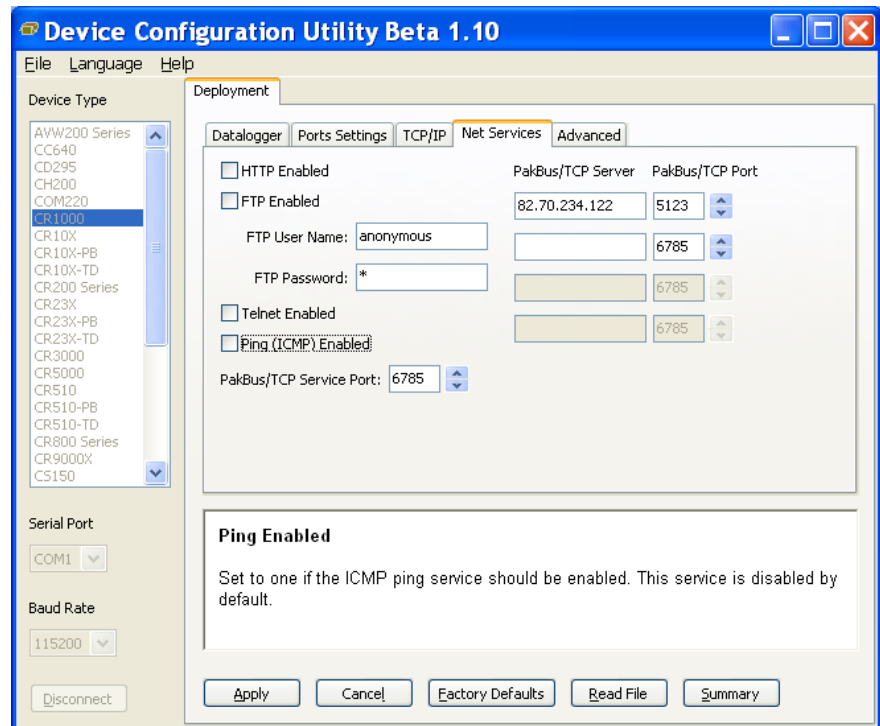 Device Configuration Utility Beta 1.10
File Language Help
Device Type
AVW200 Series
CC640
CD295
CH200
COM220
CR1000
CR10X
CR10X-PB
CR10X-TD
CR200 Series
CR23X
CR23X-PB
CR23X-TD
CR3000
CR5000
CR510
CR510-PB
CR510-TD
CR800 Series
CR9000X
CS150
Serial Port
COM1
Baud Rate
115200
Disconnect
Deployment
Datalogger Ports Settings TCP/IP Net Services Advanced
HTTP Enabled
FTP Enabled
FTP User Name: anonymous
FTP Password: *
Telnet Enabled
Ping (ICMP) Enabled
PakBus/TCP Service Port: 6785
PakBus/TCP Server PakBus/TCP Port
82.70.234.122 5123
6785
6785
6785
Ping Enabled
Set to one if the ICMP ping service should be enabled. This service is disabled by
default.
Apply Cancel Factory Defaults Read File Summary